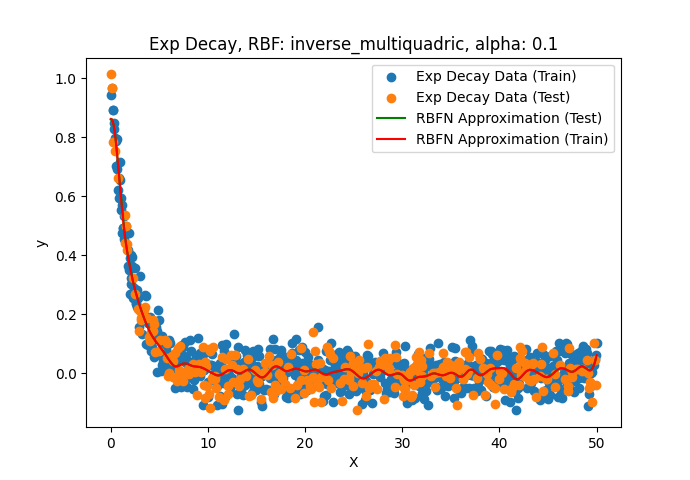 Exp Decay, RBF: inverse_multiquadric, alpha: 0.1
Exp Decay Data (Train)
Exp Decay Data (Test)
RBFN Approximation (Test)
RBFN Approximation (Train)
y
1.0
0.8
0.6
0.4
0.2
0.0
0
10
20
30
40
50
X